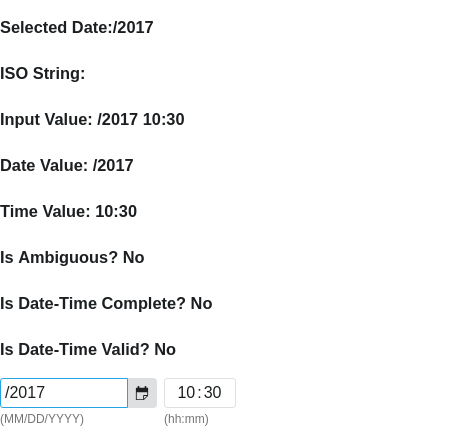 Selected Date:/2017
ISO String:
Input Value: /2017 10:30
Date Value: /2017
Time Value: 10:30
Is Ambiguous? No
Is Date-Time Complete? No
Is Date-Time Valid? No
/2017 10:30
(MM/DD/YYYY) (hh:mm)